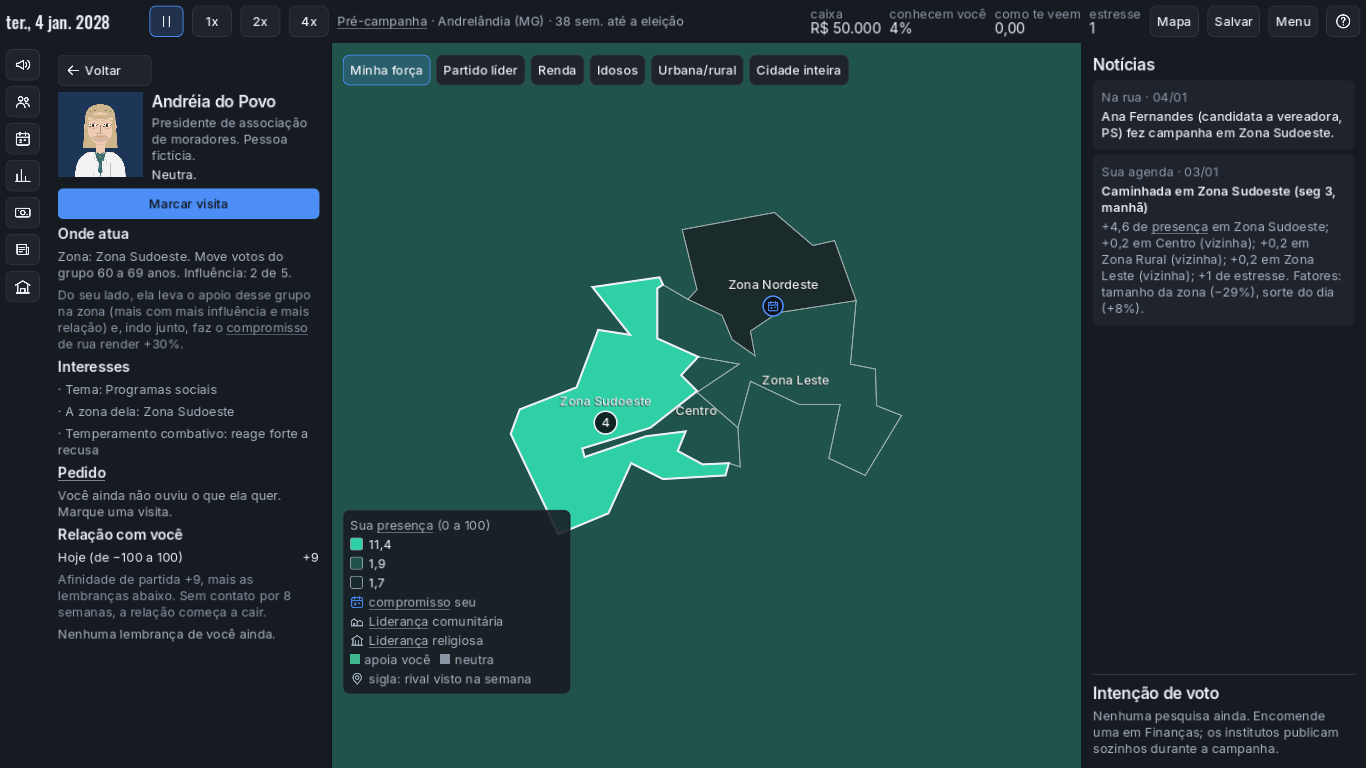 ter., 4 jan. 2028
1x
2x
4x
Pré-campanha · Andrelândia (MG) · 38 sem. até a eleição
caixa
R$ 50.000
conhecem você
4%
como te veem
0,00
estresse
1
Mapa
Salvar
Menu
Voltar
Andréia do Povo
Presidente de associação
de moradores. Pessoa
fictícia.
Neutra.
Marcar visita
Onde atua
Zona: Zona Sudoeste. Move votos do
grupo 60 a 69 anos. Influência: 2 de 5.
Do seu lado, ela leva o apoio desse grupo
na zona (mais com mais influência e mais
relação) e, indo junto, faz o compromisso
de rua render +30%.
Interesses
· Tema: Programas sociais
· A zona dela: Zona Sudoeste
· Temperamento combativo: reage forte a
recusa
Pedido
Você ainda não ouviu o que ela quer.
Marque uma visita.
Relação com você
Hoje (de −100 a 100) +9
Afinidade de partida +9, mais as
lembranças abaixo. Sem contato por 8
semanas, a relação começa a cair.
Nenhuma lembrança de você ainda.
Minha força
Partido líder
Renda
Idosos
Urbana/rural
Cidade inteira
Zona Nordeste
Zona Leste
Zona Sudoeste
Centro
4
Sua presença (0 a 100)
11,4
1,9
1,7
compromisso seu
Liderança comunitária
Liderança religiosa
apoia você neutra
sigla: rival visto na semana
Notícias
Na rua · 04/01
Ana Fernandes (candidata a vereadora,
PS) fez campanha em Zona Sudoeste.
Sua agenda · 03/01
Caminhada em Zona Sudoeste (seg 3,
manhã)
+4,6 de presença em Zona Sudoeste;
+0,2 em Centro (vizinha); +0,2 em
Zona Rural (vizinha); +0,2 em Zona
Leste (vizinha); +1 de estresse. Fatores:
tamanho da zona (−29%), sorte do dia
(+8%).
Intenção de voto
Nenhuma pesquisa ainda. Encomende
uma em Finanças; os institutos publicam
sozinhos durante a campanha.